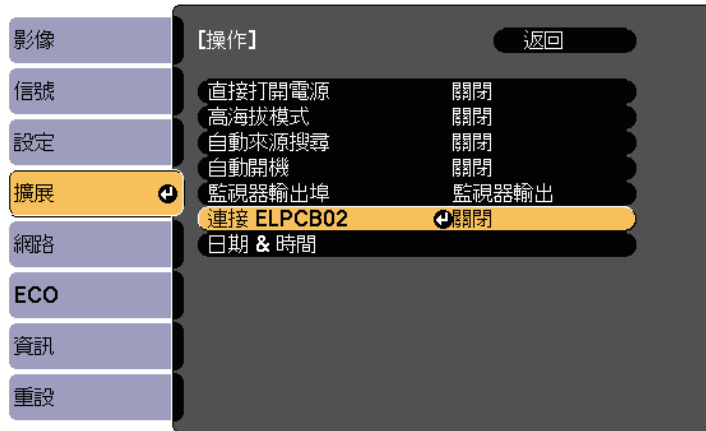 影像
信號
設定
擴展
網路
ECO
資訊
重設
[操作] 返回
直接打開電源 關閉
高海拔模式 關閉
自動來源搜尋 關閉
自動開機 關閉
監視器輸出埠 監視器輸出
連接 ELPCB02 關閉
日期 & 時間